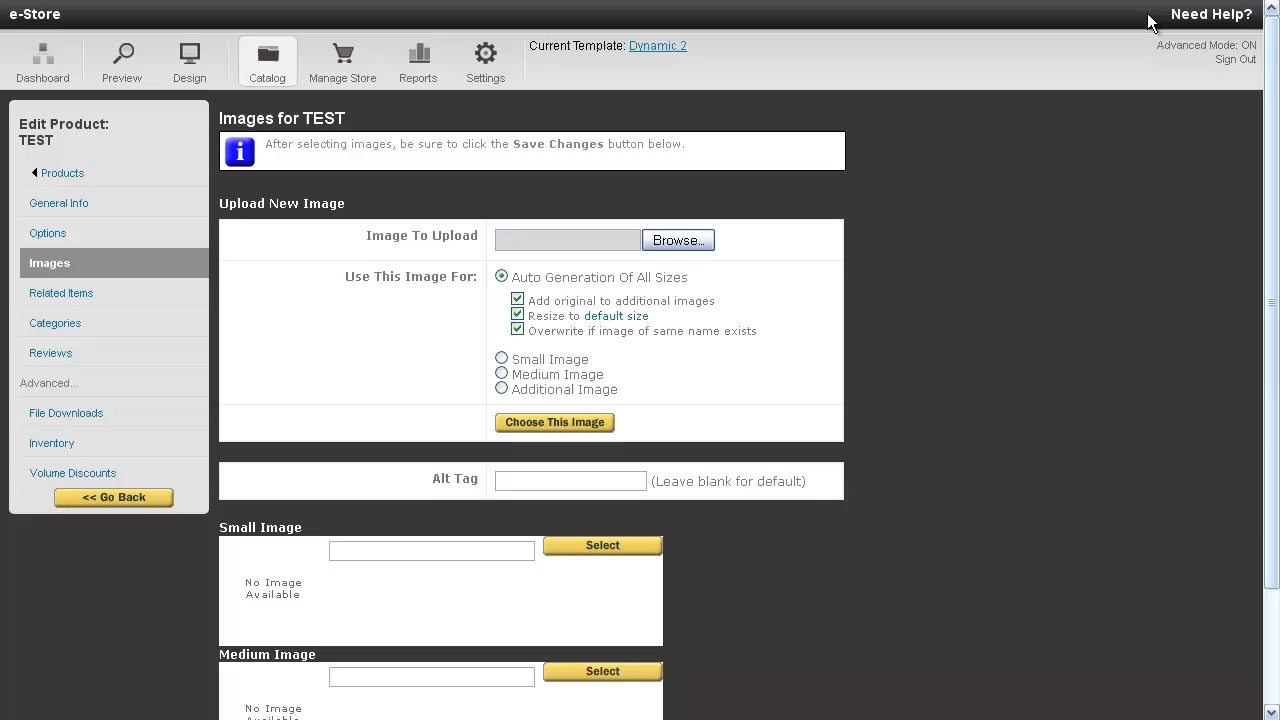 e-Store
Need Help?
Dashboard
Preview
Design
Catalog
Manage Store
Reports
Settings
Current Template: Dynamic 2
Advanced Mode: ON
Sign Out
Edit Product:
TEST
Products
General Info
Options
Images
Related Items
Categories
Reviews
Advanced...
File Downloads
Inventory
Volume Discounts
<< Go Back
Images for TEST
i
After selecting images, be sure to click the Save Changes button below.
Upload New Image
Image To Upload
Browse...
Use This Image For:
Auto Generation Of All Sizes
Add original to additional images
Resize to default size
Overwrite if image of same name exists
Small Image
Medium Image
Additional Image
Choose This Image
Alt Tag
(Leave blank for default)
Small Image
Select
No Image
Available
Medium Image
Select
No Image
Available